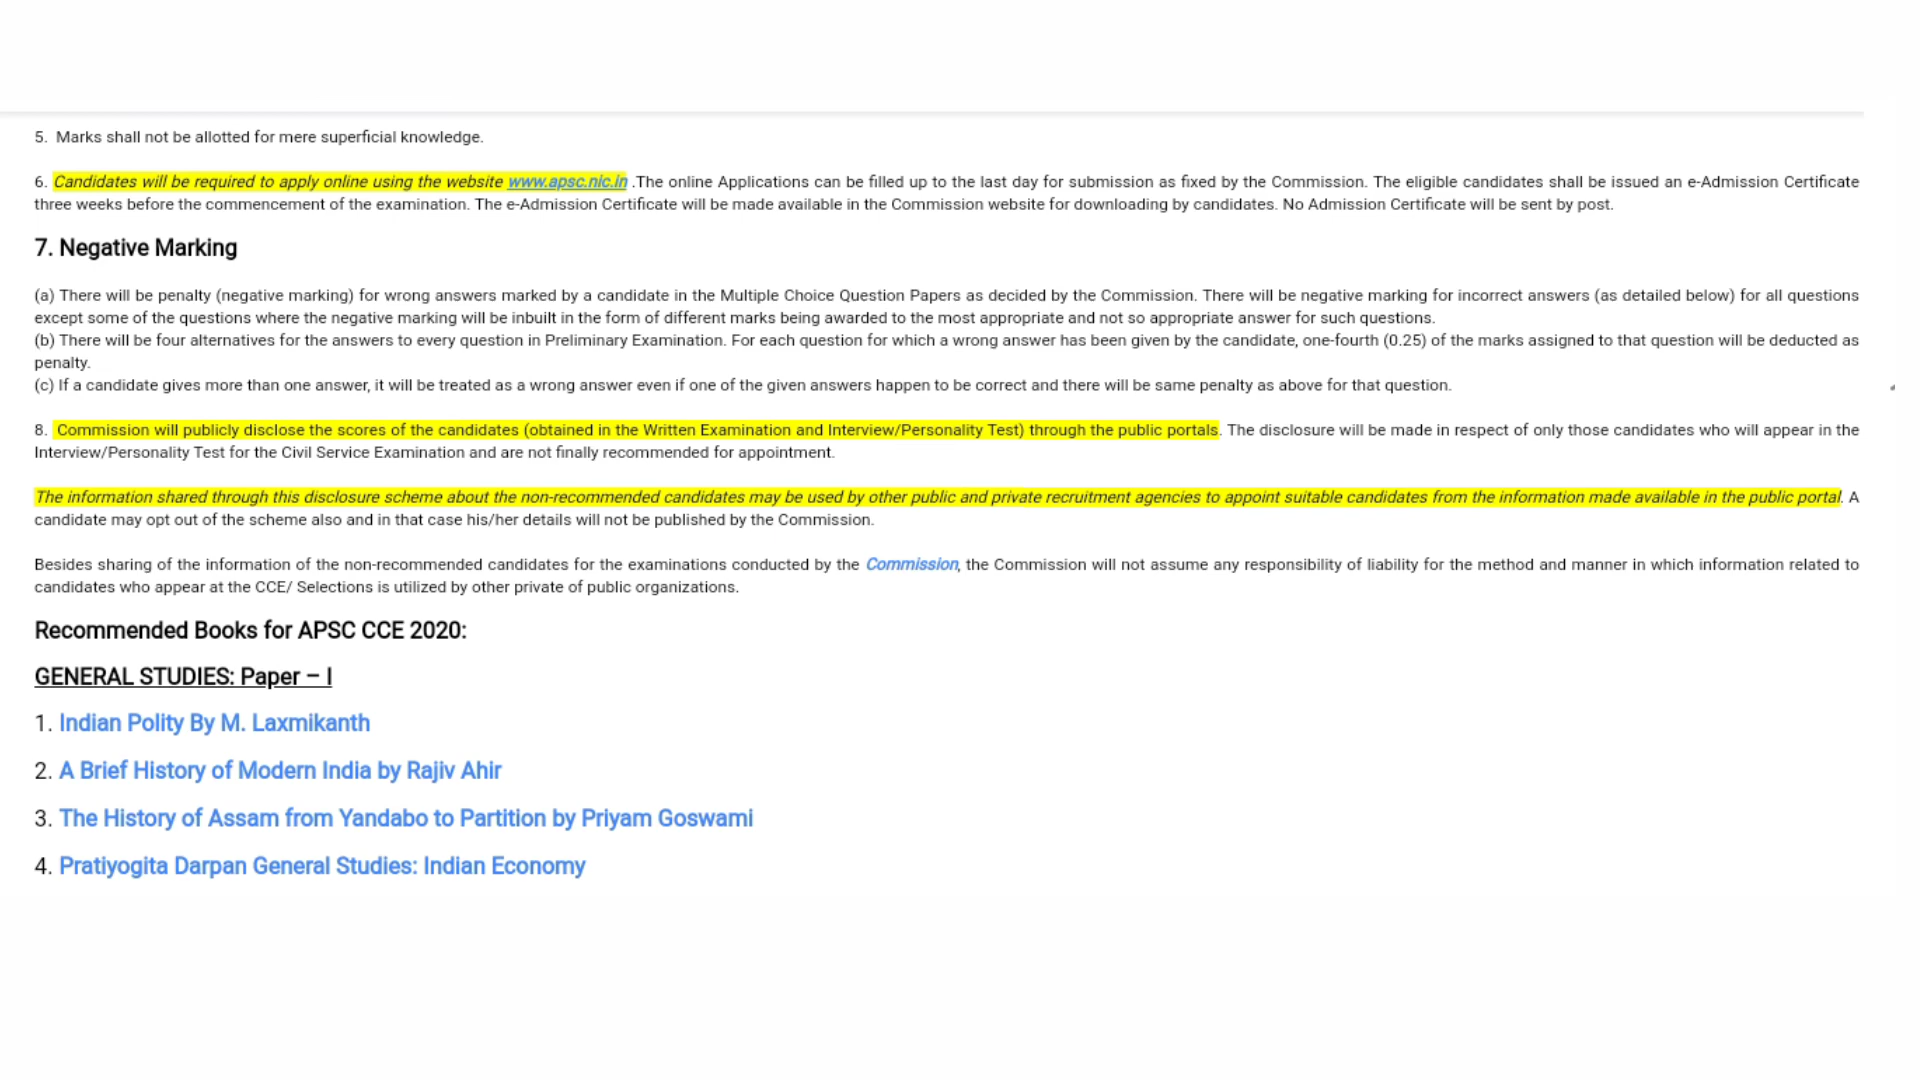 5. Marks shall not be allotted for mere superficial knowledge.
6. Candidates will be required to apply online using the website www.apsc.nic.in .The online Applications can be filled up to the last day for submission as fixed by the Commission. The eligible candidates shall be issued an e-Admission Certificate
three weeks before the commencement of the examination. The e-Admission Certificate will be made available in the Commission website for downloading by candidates. No Admission Certificate will be sent by post.
7. Negative Marking
(a) There will be penalty (negative marking) for wrong answers marked by a candidate in the Multiple Choice Question Papers as decided by the Commission. There will be negative marking for incorrect answers (as detailed below) for all questions
except some of the questions where the negative marking will be inbuilt in the form of different marks being awarded to the most appropriate and not so appropriate answer for such questions.
(b) There will be four alternatives for the answers to every question in Preliminary Examination. For each question for which a wrong answer has been given by the candidate, one-fourth (0.25) of the marks assigned to that question will be deducted as
penalty.
(c) If a candidate gives more than one answer, it will be treated as a wrong answer even if one of the given answers happen to be correct and there will be same penalty as above for that question.
8. Commission will publicly disclose the scores of the candidates (obtained in the Written Examination and Interview/Personality Test) through the public portals. The disclosure will be made in respect of only those candidates who will appear in the
Interview/Personality Test for the Civil Service Examination and are not finally recommended for appointment.
The information shared through this disclosure scheme about the non-recommended candidates may be used by other public and private recruitment agencies to appoint suitable candidates from the information made available in the public portal. A
candidate may opt out of the scheme also and in that case his/her details will not be published by the Commission.
Besides sharing of the information of the non-recommended candidates for the examinations conducted by the Commission, the Commission will not assume any responsibility of liability for the method and manner in which information related to
candidates who appear at the CCE/ Selections is utilized by other private of public organizations.
Recommended Books for APSC CCE 2020:
GENERAL STUDIES: Paper – I
1. Indian Polity By M. Laxmikanth
2. A Brief History of Modern India by Rajiv Ahir
3. The History of Assam from Yandabo to Partition by Priyam Goswami
4. Pratiyogita Darpan General Studies: Indian Economy